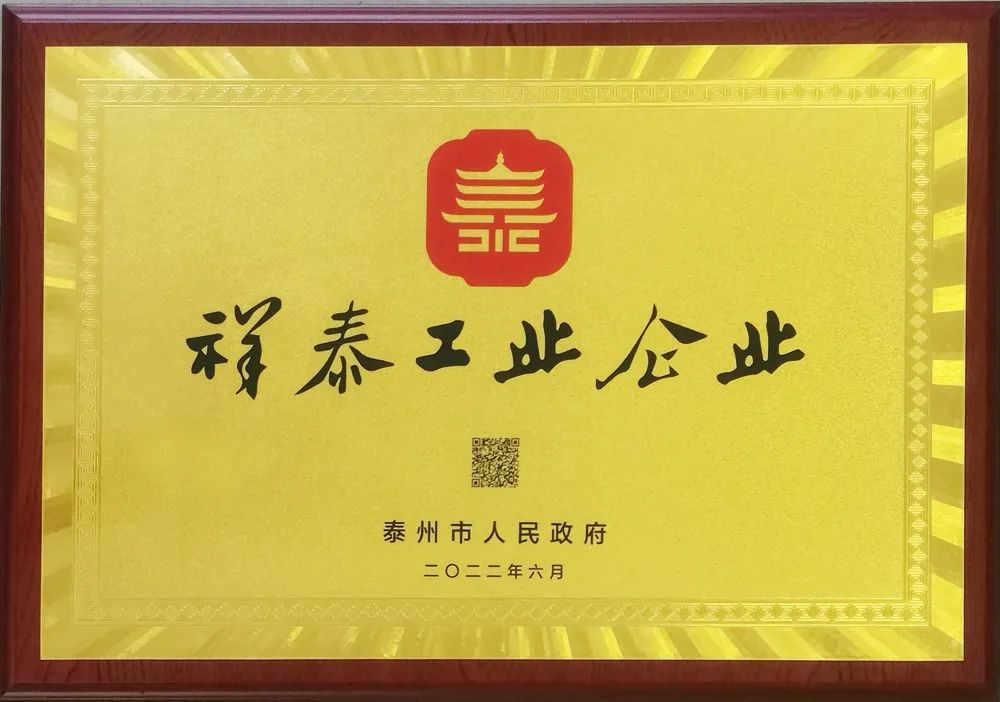 祥泰工业企业
泰州市人民政府
二〇二二年六月